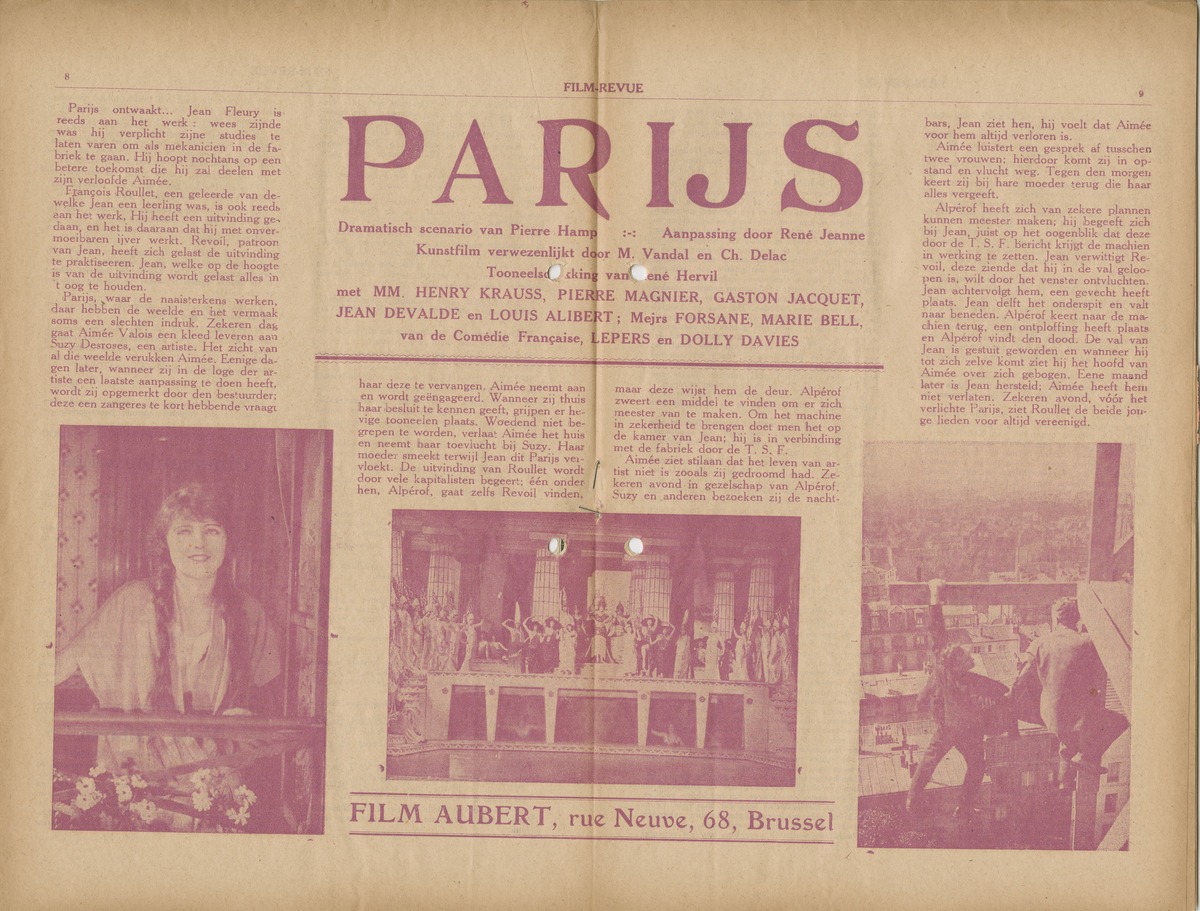 8
FILM-REVUE
9
PARIJS
Dramatisch scenario van Pierre Hamp :-: Aanpassing door René Jeanne
Kunstfilm verwezenlijkt door M. Vandal en Ch. Delac
van René Hervil
met MM. HENRY KRAUSS, PIERRE MAGNIER, GASTON JACQUET,
JEAN DEVALDE en LOUIS ALIBERT; Mejrs FORSANE, MARIE BELL,
van de Comédie Française, LEPERS en DOLLY DAVIES
Parijs ontwaakt... Jean Fleury is
reeds aan het werk : wees zijnde
was hij verplicht zijne studies te
laten varen om als mekanicien in de fa-
briek te gaan. Hij hoopt nochtans op een
betere toekomst die hij zal deelen met
zijn verloofde Aimée.
François Roullet, een geleerde van de-
welke Jean een leerling was, is ook reeds
aan het werk. Hij heeft een uitvinding ge-
daan, en het is daaraan dat hij met onver-
moeibaren ijver werkt. Revoil, patroon
van Jean, heeft zich gelast de uitvinding
te praktiseeren. Jean, welke op de hoogte
is van de uitvinding wordt gelast alles in
't oog te houden.
Parijs, waar de naaisterkens werken,
daar hebben de weelde en het vermaak
soms een slechten indruk. Zekeren dag
gaat Aimée Valois een kleed leveren aan
Suzy Desroses, een artiste. Het zicht van
al die weelde verukken Aimée. Eenige da-
gen later, wanneer zij in de loge der ar-
tiste een laatste aanpassing te doen heeft,
wordt zij opgemerkt door den bestuurder;
deze een zangeres te kort hebbende vraagt
haar deze te vervangen. Aimée neemt aan
en wordt geëngageerd. Wanneer zij thuis
haar besluit te kennen geeft, grijpen er he-
vige tooneelen plaats. Woedend niet be-
grepen te worden, verlaat Aimée het huis
en neemt haar toevlucht bij Suzy. Haar
moeder smeekt terwijl Jean dit Parijs ver-
vloekt. De uitvinding van Roullet wordt
door vele kapitalisten begeert; één onder
hen, Alpérof, gaat zelfs Revoil vinden,
maar deze wijst hem de deur. Alpérof
zweert een middel te vinden om er zich
meester van te maken. Om het machine
in zekerheid te brengen doet men het op
de kamer van Jean; hij is in verbinding
met de fabriek door de T. S. F.
Aimée ziet stilaan dat het leven van ar-
tist niet is zooals zij gedroomd had. Ze-
keren avond in gezelschap van Alpérof,
Suzy en anderen bezoeken zij de nacht-
bars, Jean ziet hen, hij voelt dat Aimée
voor hem altijd verloren is.
Aimée luistert een gesprek af tusschen
twee vrouwen; hierdoor komt zij in op-
stand en vlucht weg. Tegen den morgen
keert zij bij hare moeder terug die haar
alles vergeeft.
Alpérof heeft zich van zekere plannen
kunnen meester maken; hij begeeft zich
bij Jean, juist op het oogenblik dat deze
door de T. S. F. bericht krijgt de machien
in werking te zetten. Jean verwittigt Re-
voil, deze ziende dat hij in de val geloo-
pen is, wilt door het venster ontvluchten.
Jean achtervolgt hem, een gevecht heeft
plaats. Jean delft het onderspit en valt
naar beneden. Alpérof keert naar de ma-
chien terug, een ontploffing heeft plaats
en Alpérof vindt den dood. De val van
Jean is gestuit geworden en wanneer hij
tot zich zelve komt ziet hij het hoofd van
Aimée over zich gebogen. Eene maand
later is Jean hersteld; Aimée heeft hem
niet verlaten. Zekeren avond, vóór het
verlichte Parijs, ziet Roullet de beide jon-
ge lieden voor altijd vereenigd.
FILM AUBERT, rue Neuve, 68, Brussel